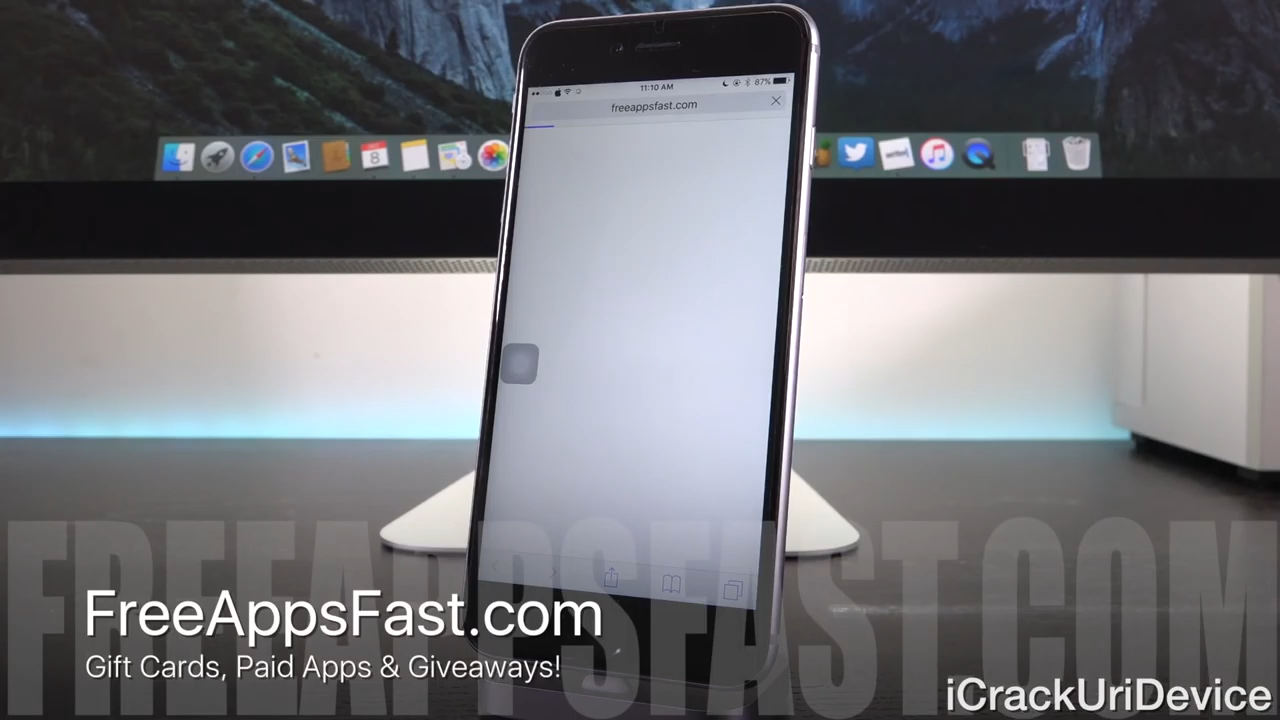 11:10 AM
87%
freeappsfast.com
8
FREEAPPSFAST.COM
FreeAppsFast.com
Gift Cards, Paid Apps & Giveaways!
iCrackUriDevice